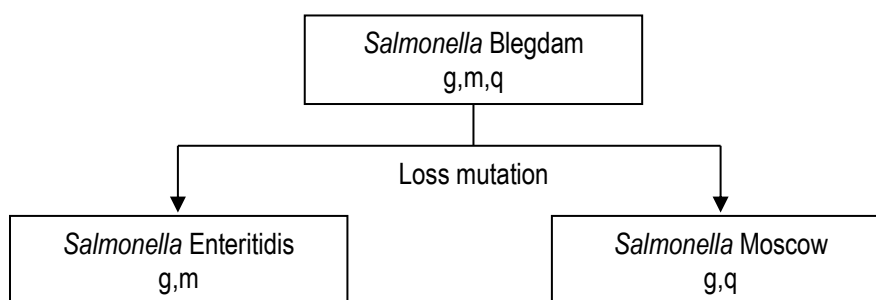 Salmonella Blegdam
g,m,q
Loss mutation
Salmonella Enteritidis
g,m
Salmonella Moscow
g,q